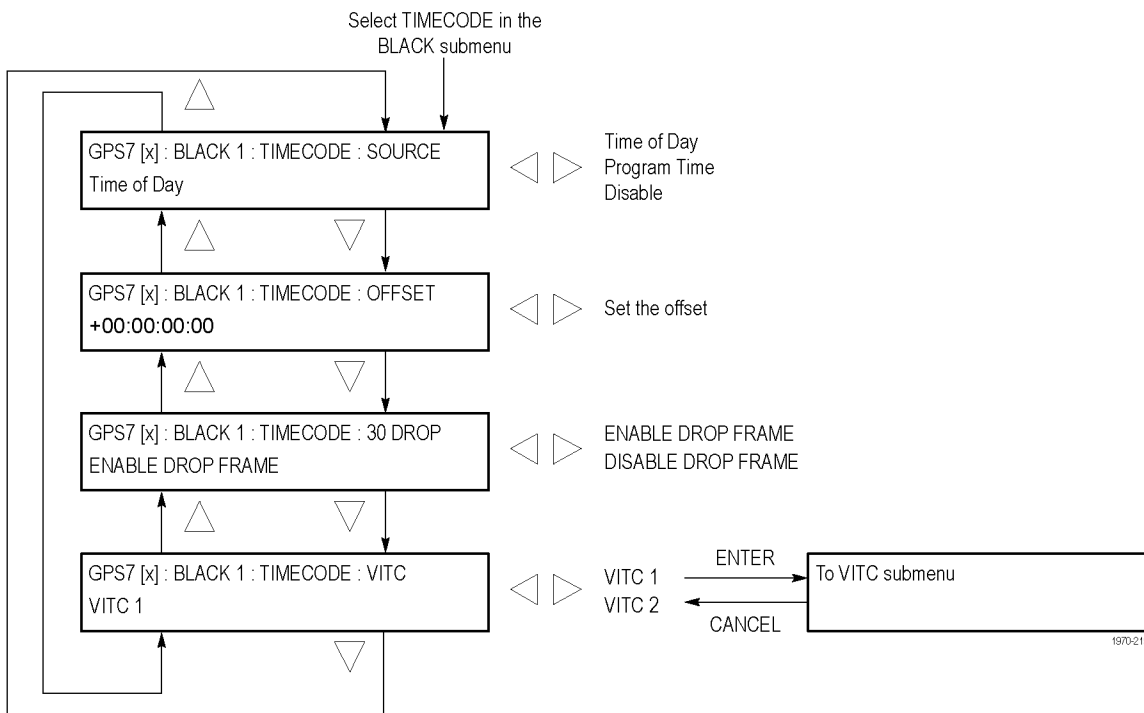 Select TIMECODE in the
BLACK submenu
GPS7 [x] : BLACK 1 : TIMECODE : SOURCE
Time of Day
Time of Day
Program Time
Disable
GPS7 [x] : BLACK 1 : TIMECODE : OFFSET
+00:00:00:00
Set the offset
GPS7 [x] : BLACK 1 : TIMECODE : 30 DROP
ENABLE DROP FRAME
ENABLE DROP FRAME
DISABLE DROP FRAME
GPS7 [x] : BLACK 1 : TIMECODE : VITC
VITC 1
VITC 1
VITC 2
ENTER
CANCEL
To VITC submenu
1970-21